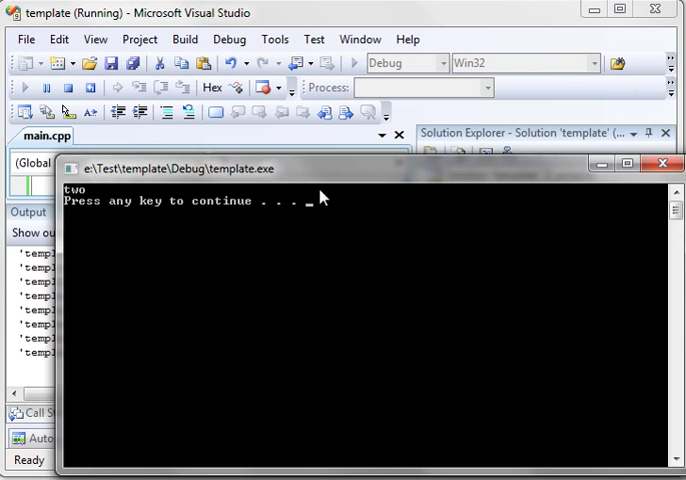 template (Running) - Microsoft Visual Studio
File Edit View Project Build Debug Tools Test Window Help
Debug Win32
Hex Process:
main.cpp
Solution Explorer - Solution 'template' (
(Global
e:\Test\template\Debug\template.exe
two
Press any key to continue . . . _
Output
Show ou
'templ
'templ
'templ
'templ
'templ
'templ
'templ
'templ
Call S
Auto
Ready